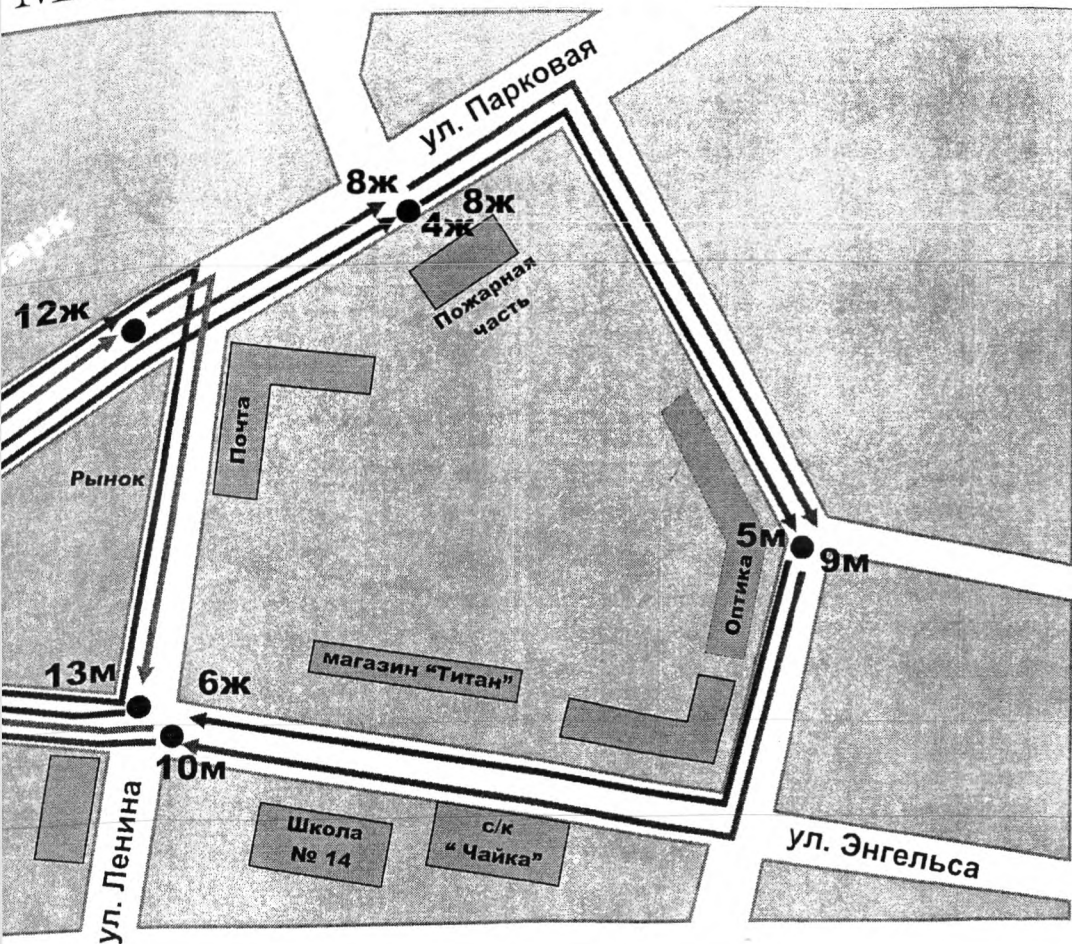 ул. Парковая
8ж
8ж
4ж
арк
12ж
Пожарная
часть
Почта
Рынок
5м
9м
Оптика
магазин “Титан”
13м
6ж
10м
Школа
№ 14
с/к
“ Чайка”
ул. Энгельса
ул. Ленина